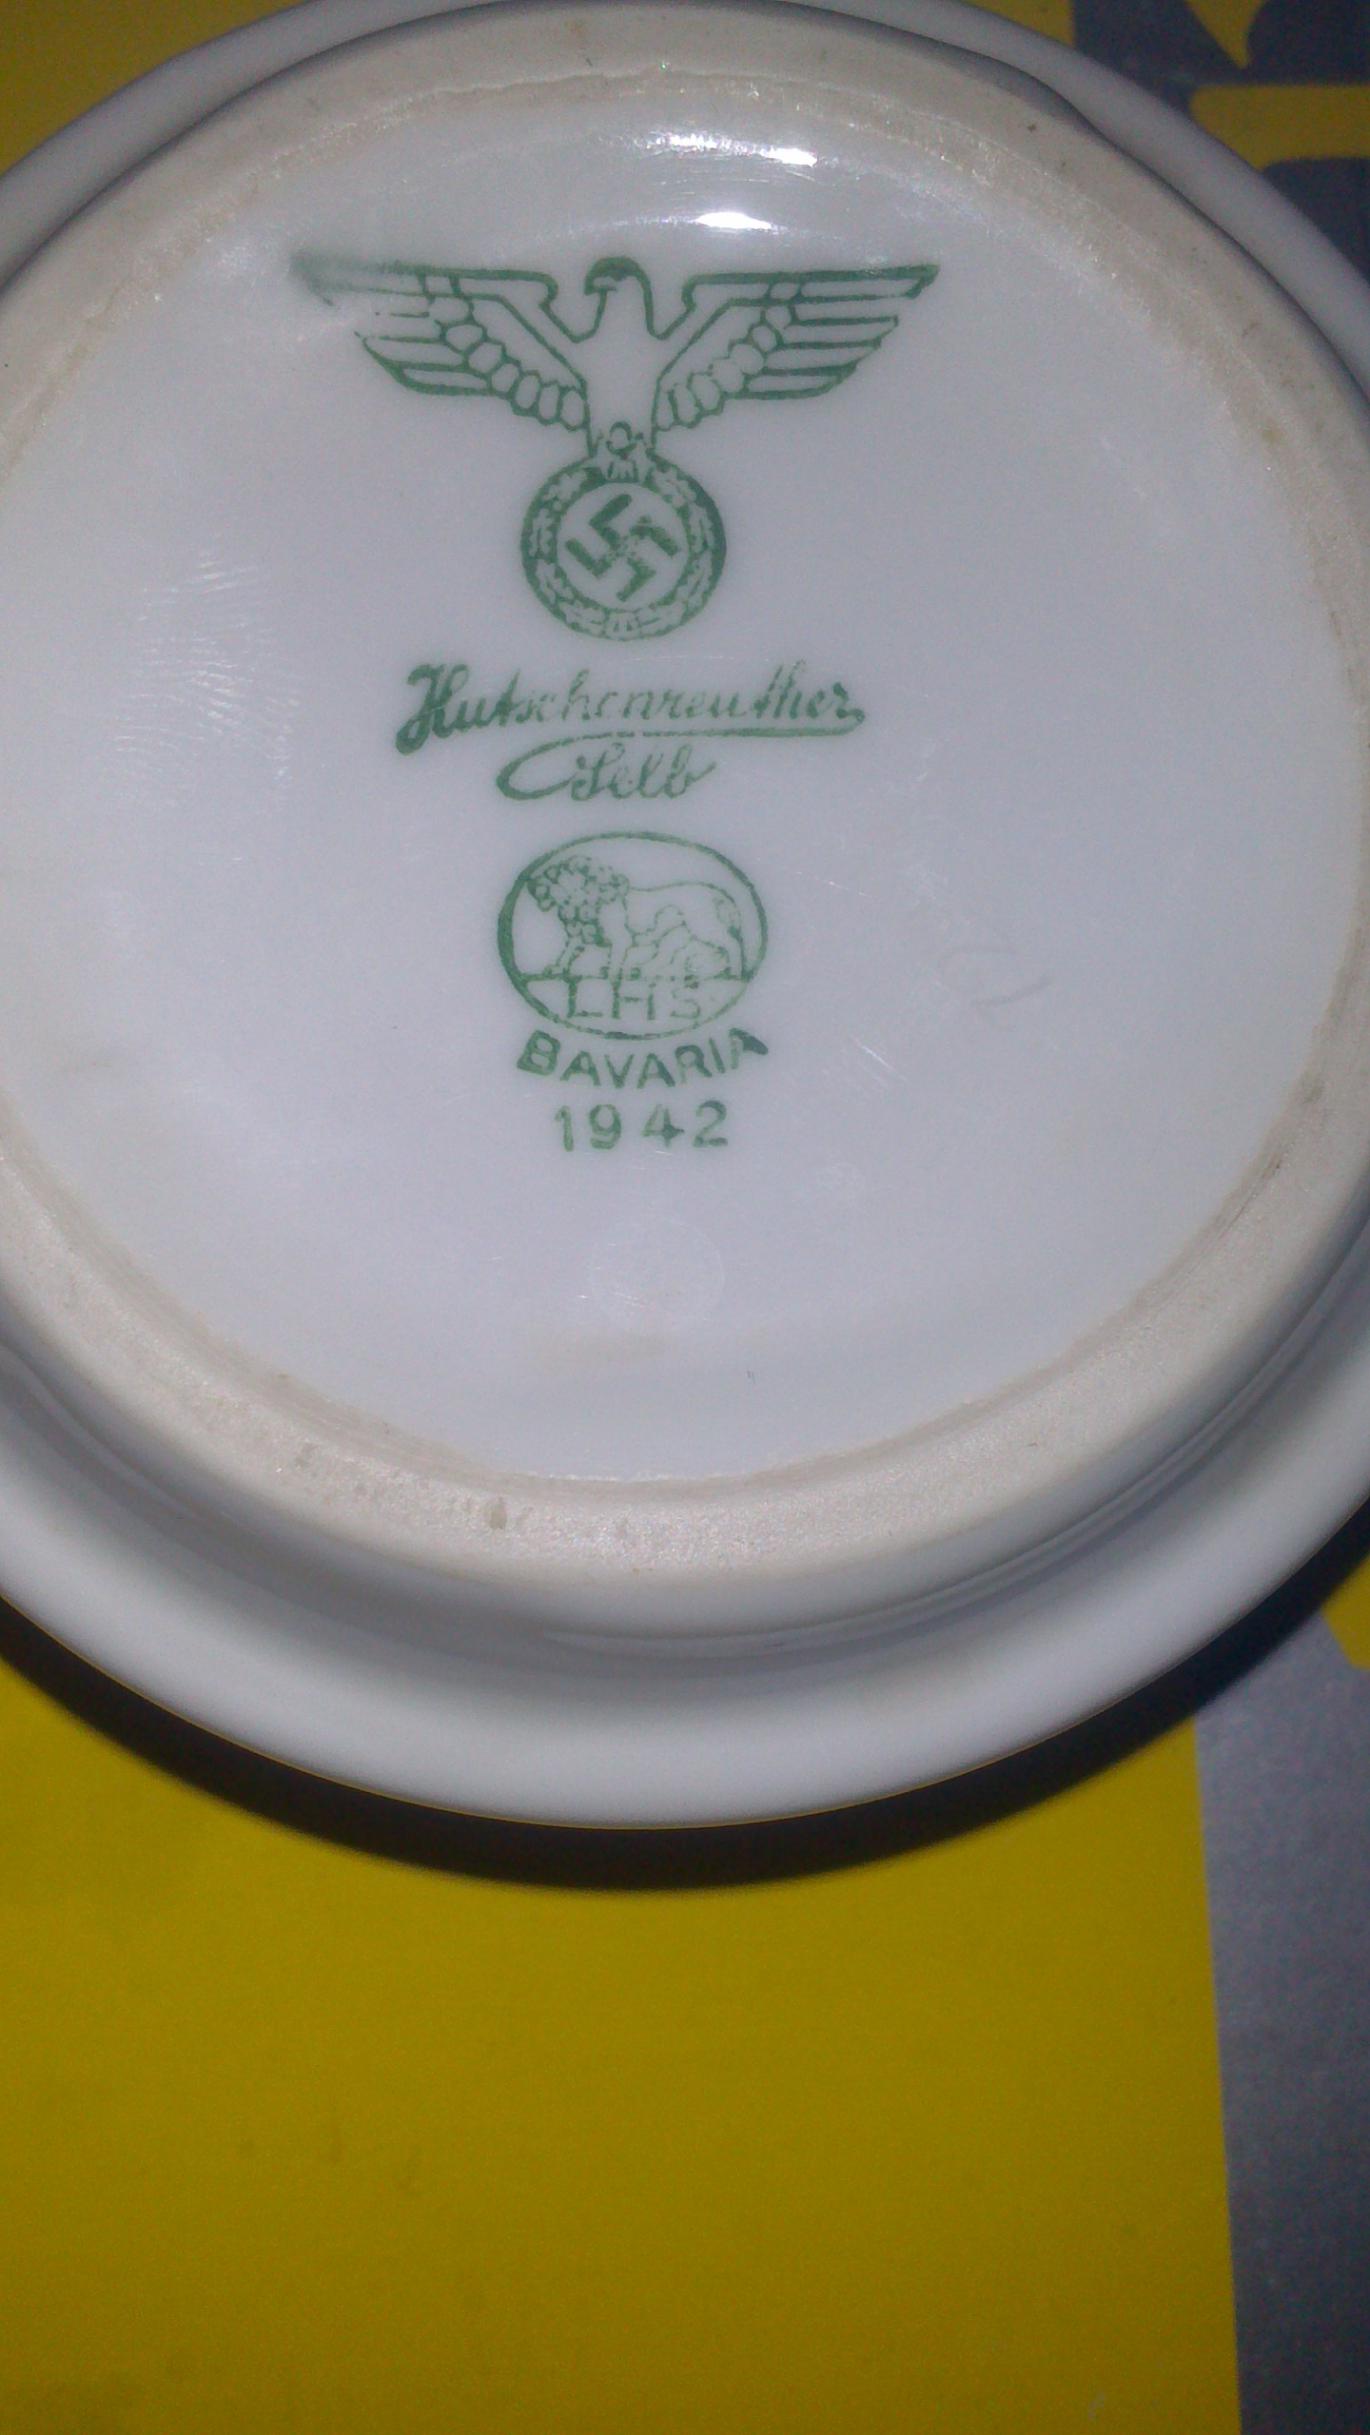 Hutschenreuther
Selb
LHS
BAVARIA
1942